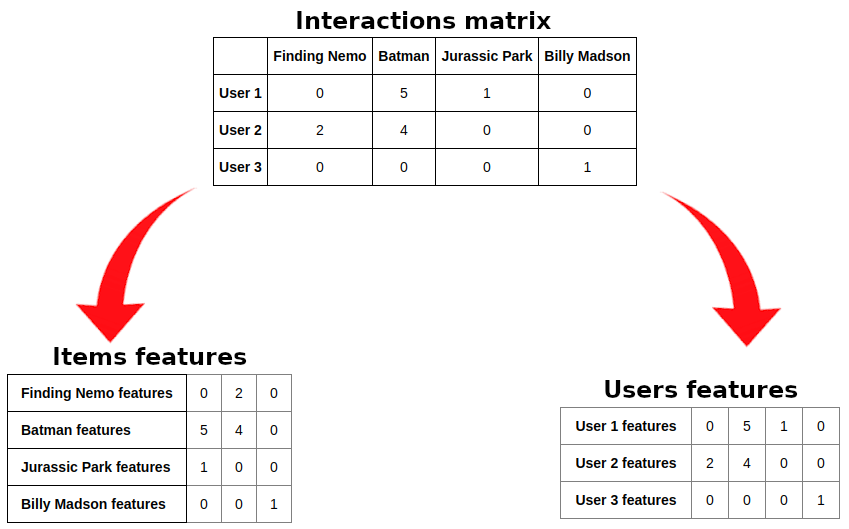 Interactions matrix
Finding Nemo Batman Jurassic Park Billy Madson
User 1 0 5 1 0
User 2 2 4 0 0
User 3 0 0 0 1
Items features
Finding Nemo features 0 2 0
Batman features 5 4 0
Jurassic Park features 1 0 0
Billy Madson features 0 0 1
Users features
User 1 features 0 5 1 0
User 2 features 2 4 0 0
User 3 features 0 0 0 1